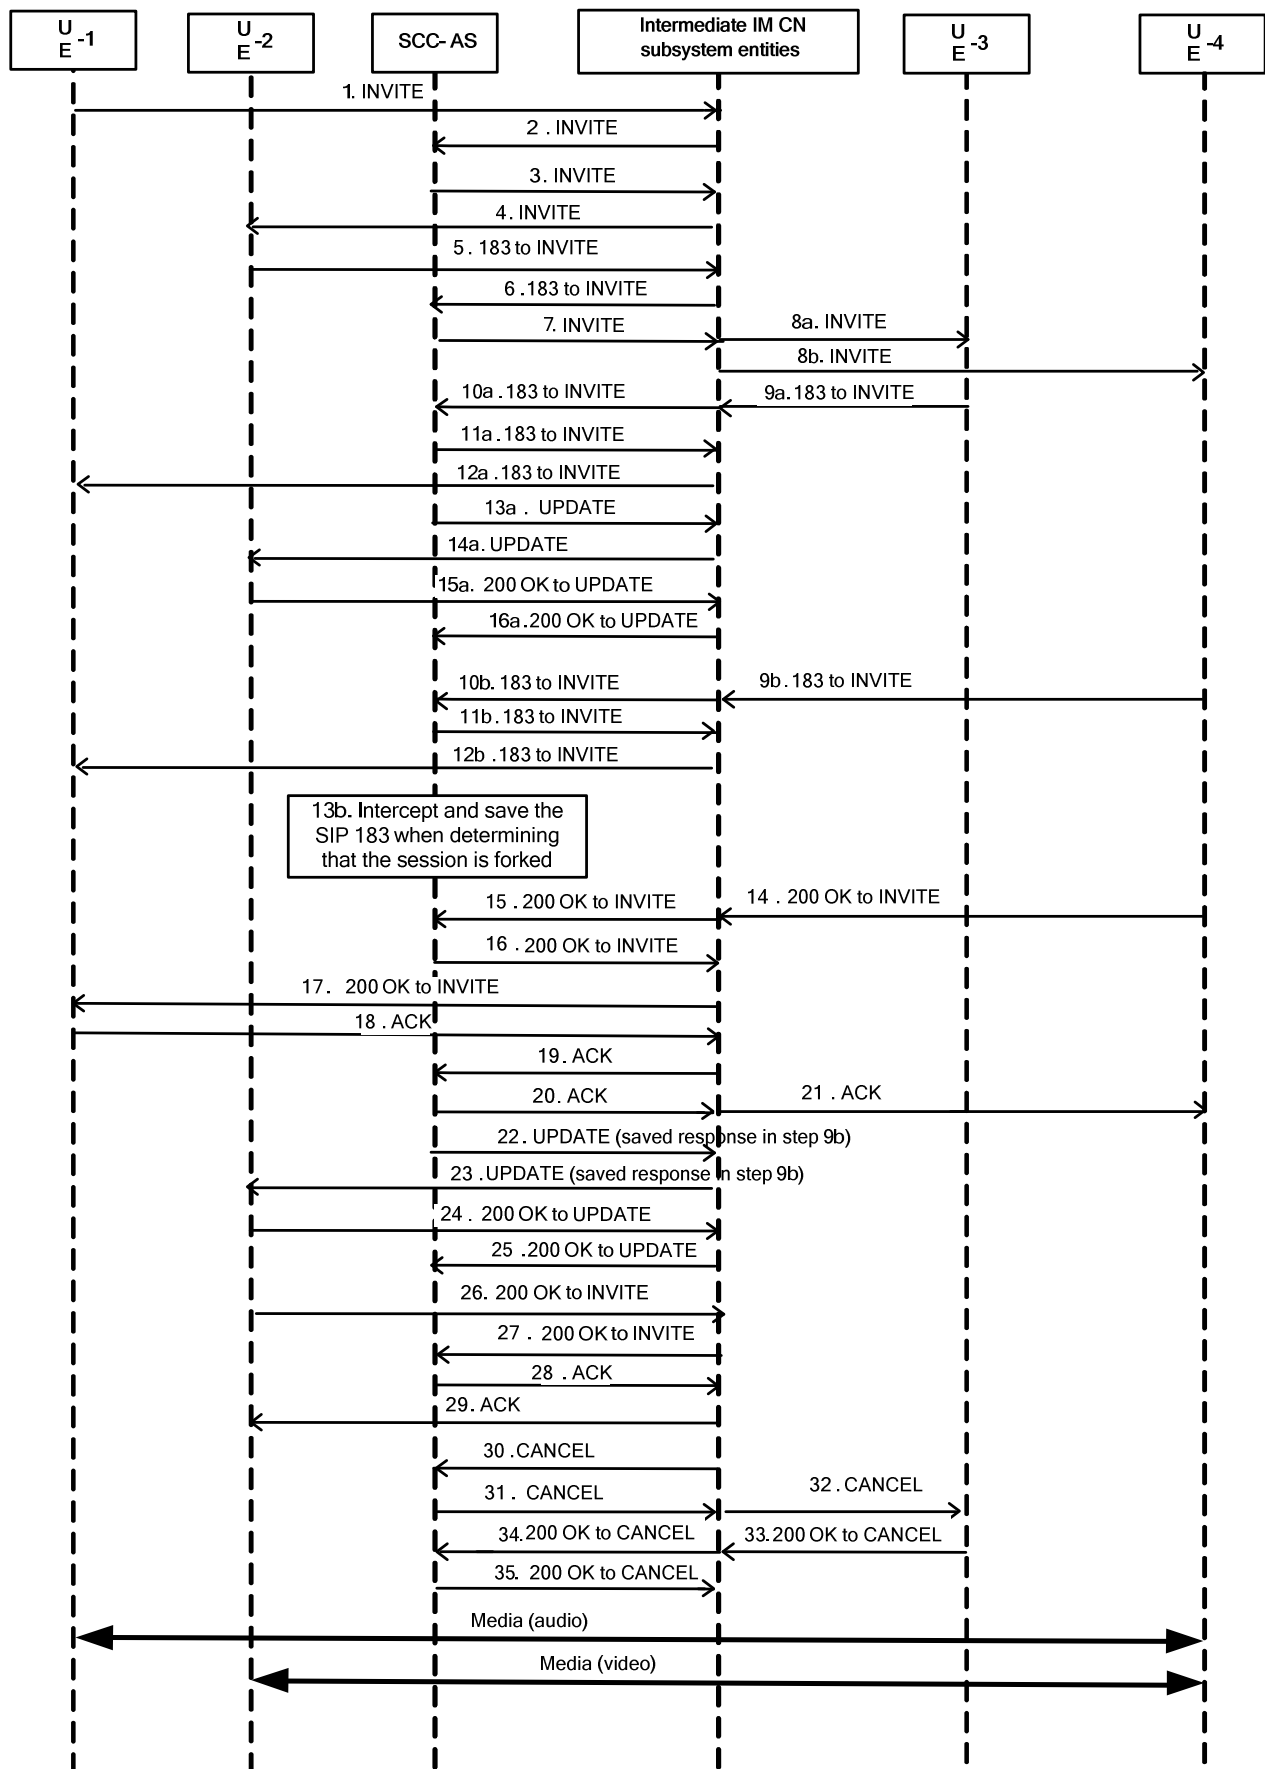 U
E -1
U
E -2
SCC- AS
Intermediate IM CN
subsystem entities
U
E -3
U
E -4
1. INVITE
2 . INVITE
3. INVITE
4. INVITE
5 . 183 to INVITE
6 .183 to INVITE
7. INVITE
8a. INVITE
8b. INVITE
10a .183 to INVITE
9a.183 to INVITE
11a .183 to INVITE
12a .183 to INVITE
13a . UPDATE
14a. UPDATE
15a. 200 OK to UPDATE
16a.200 OK to UPDATE
10b. 183 to INVITE
9b.183 to INVITE
11b.183 to INVITE
12b .183 to INVITE
13b. Intercept and save the
SIP 183 when determining
that the session is forked
15 .200 OK to INVITE
14 . 200 OK to INVITE
16 .200 OK to INVITE
17. 200 OK to INVITE
18 . ACK
19. ACK
20. ACK
21 . ACK
22. UPDATE (saved response in step 9b)
23 .UPDATE (saved response in step 9b)
24 . 200 OK to UPDATE
25 .200 OK to UPDATE
26. 200 OK to INVITE
27 . 200 OK to INVITE
28 . ACK
29. ACK
30 .CANCEL
31 . CANCEL
32 . CANCEL
34.200 OK to CANCEL
33.200 OK to CANCEL
35. 200 OK to CANCEL
Media (audio)
Media (video)